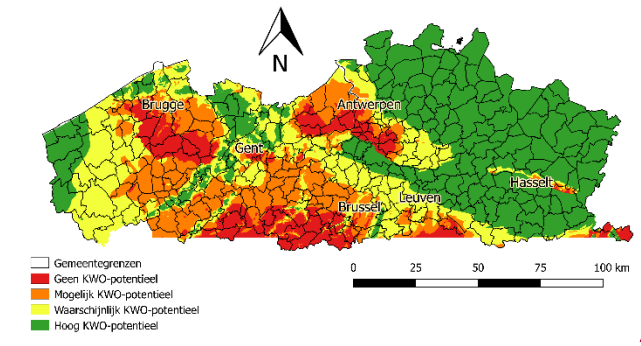 N
Brugge
Antwerpen
Gent
Hasselt
Leuven
Brussel
Gemeentegrenzen
Geen KWO-potentieel
Mogelijk KWO-potentieel
Waarschijnlijk KWO-potentieel
Hoog KWO-potentieel
0 25 50 75 100 km